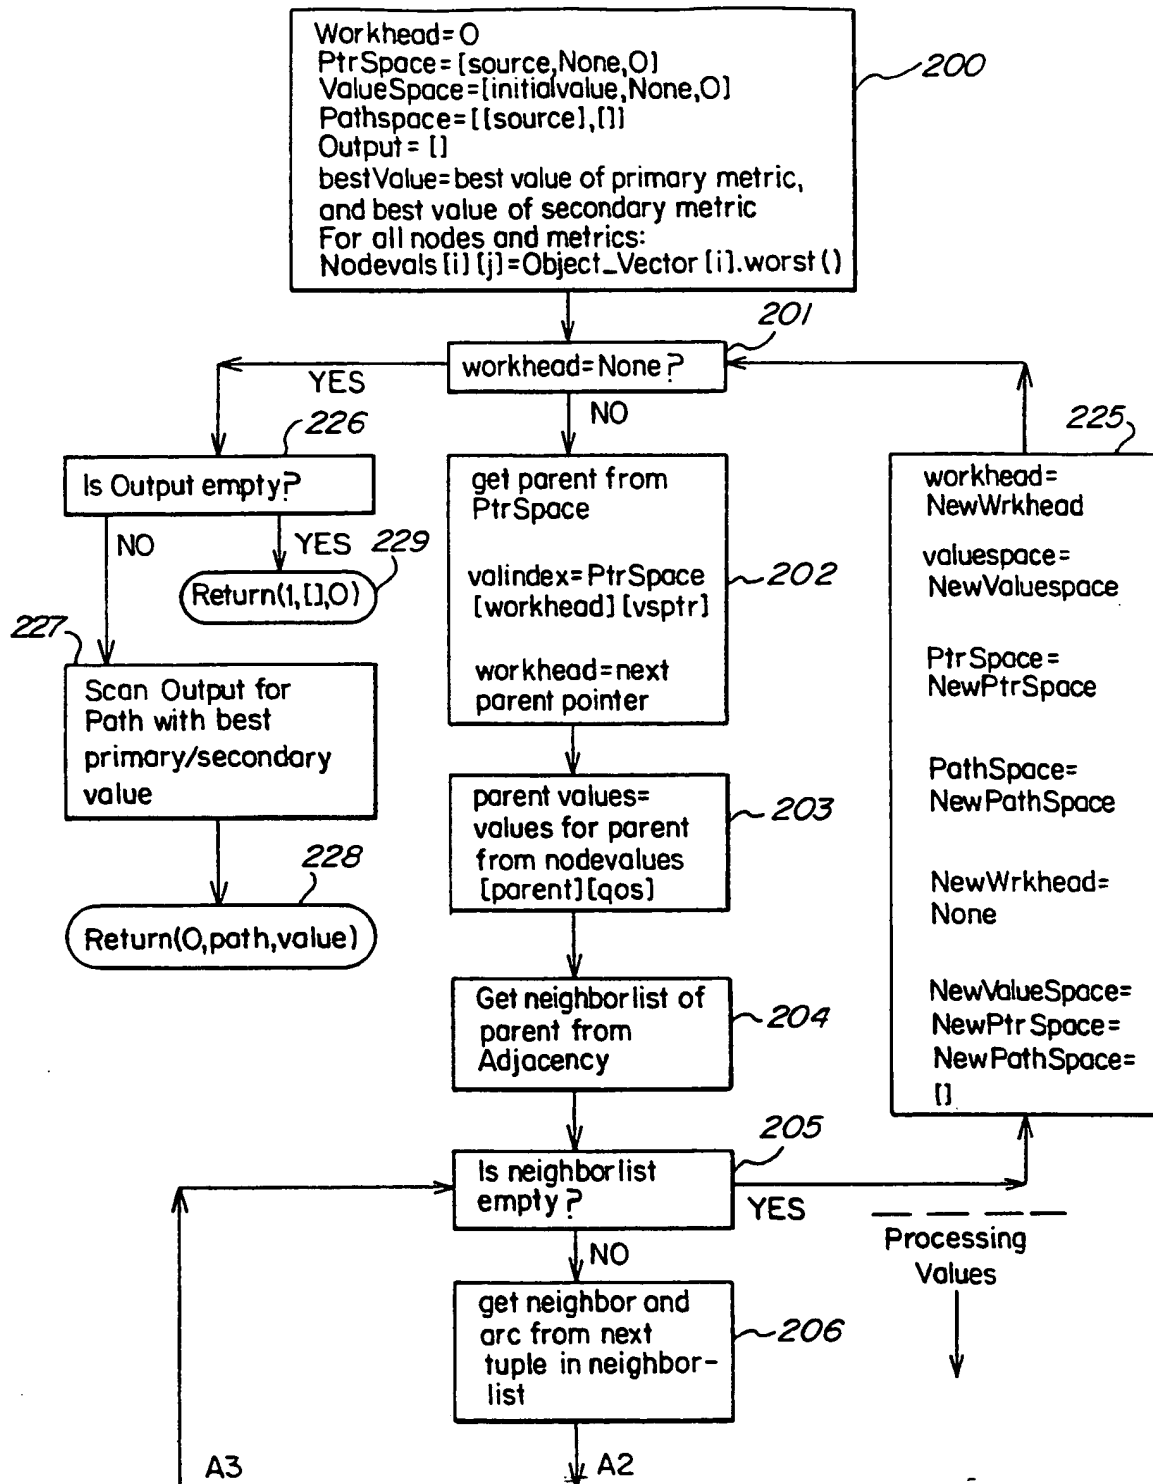 Workhead=0
PtrSpace=[source,None,0]
ValueSpace=[initialvalue,None,0]
Pathspace=[[source],[]]
Output=[]
bestValue=best value of primary metric,
and best value of secondary metric
For all nodes and metrics:
Nodevals[i][j]=Object_Vector[i].worst()
200
workhead=None?
201
YES
NO
226
Is Output empty?
NO
YES
229
Return(1,[],0)
227
Scan Output for
Path with best
primary/secondary
value
228
Return(0,path,value)
get parent from
PtrSpace
valindex=PtrSpace
[workhead][vsptr]
workhead=next
parent pointer
202
parent values=
values for parent
from nodevalues
[parent][qos]
203
Get neighborlist of
parent from
Adjacency
204
205
Is neighborlist
empty?
YES
NO
get neighbor and
arc from next
tuple in neighbor-
list
206
225
workhead=
NewWrkhead
valuespace=
NewValuespace
PtrSpace=
NewPtrSpace
PathSpace=
NewPathSpace
NewWrkhead=
None
NewValueSpace=
NewPtrSpace=
NewPathSpace=
[]
Processing
Values
A3
A2